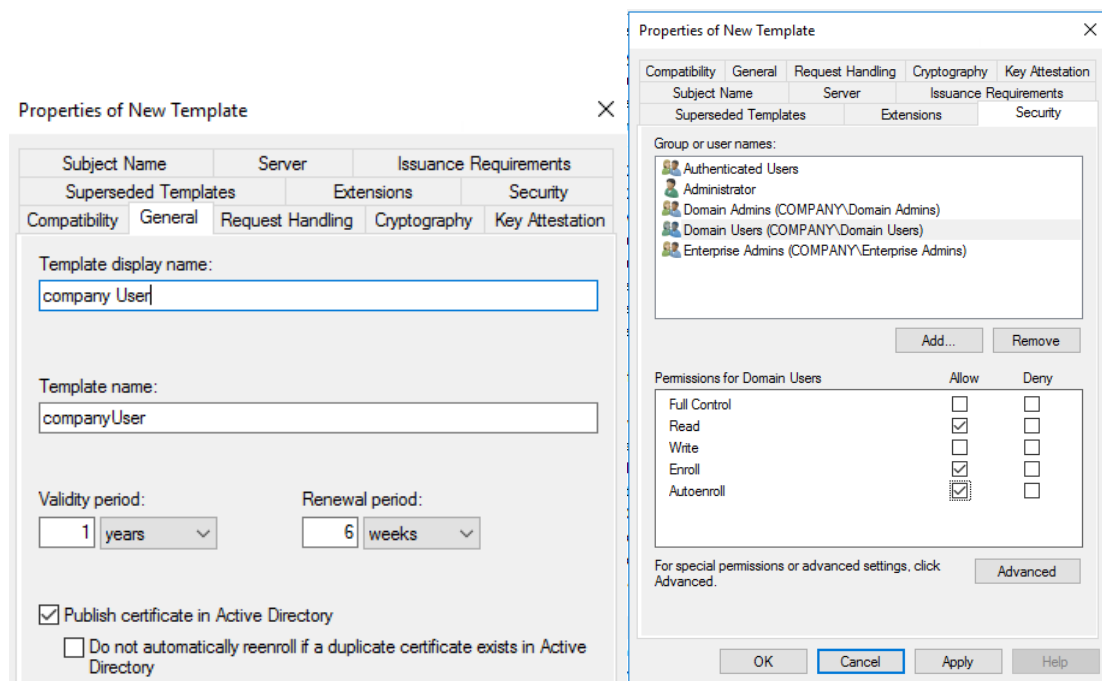 Properties of New Template
Subject Name Server Issuance Requirements
Superseded Templates Extensions Security
Compatibility General Request Handling Cryptography Key Attestation
Template display name:
company User
Template name:
companyUser
Validity period: Renewal period:
1 years 6 weeks
Publish certificate in Active Directory
Do not automatically reenroll if a duplicate certificate exists in Active
Directory
Properties of New Template
Compatibility General Request Handling Cryptography Key Attestation
Subject Name Server Issuance Requirements
Superseded Templates Extensions Security
Group or user names:
Authenticated Users
Administrator
Domain Admins (COMPANY\Domain Admins)
Domain Users (COMPANY\Domain Users)
Enterprise Admins (COMPANY\Enterprise Admins)
Add... Remove
Permissions for Domain Users Allow Deny
Full Control
Read
Write
Enroll
Autoenroll
For special permissions or advanced settings, click
Advanced.
Advanced
OK Cancel Apply Help